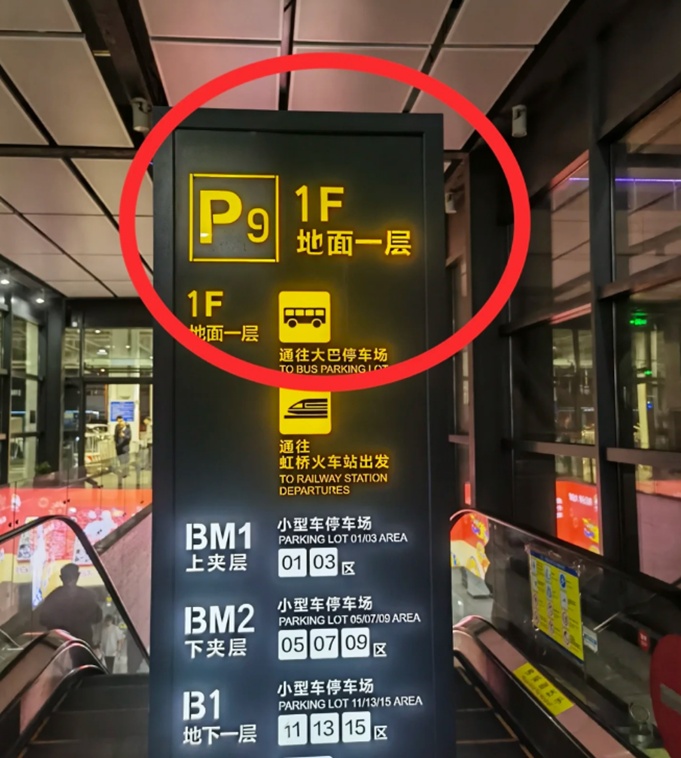 P9 1F
地面一层
1F
地面一层
通往大巴停车场
TO BUS PARKING LOT
通往
虹桥火车站出发
TO RAILWAY STATION
DEPARTURES
BM1
上夹层
小型车停车场
PARKING LOT 01/03 AREA
01 03 区
BM2
下夹层
小型车停车场
PARKING LOT 05/07/09 AREA
05 07 09 区
B1
地下一层
小型车停车场
PARKING LOT 11/13/15 AREA
11 13 15 区